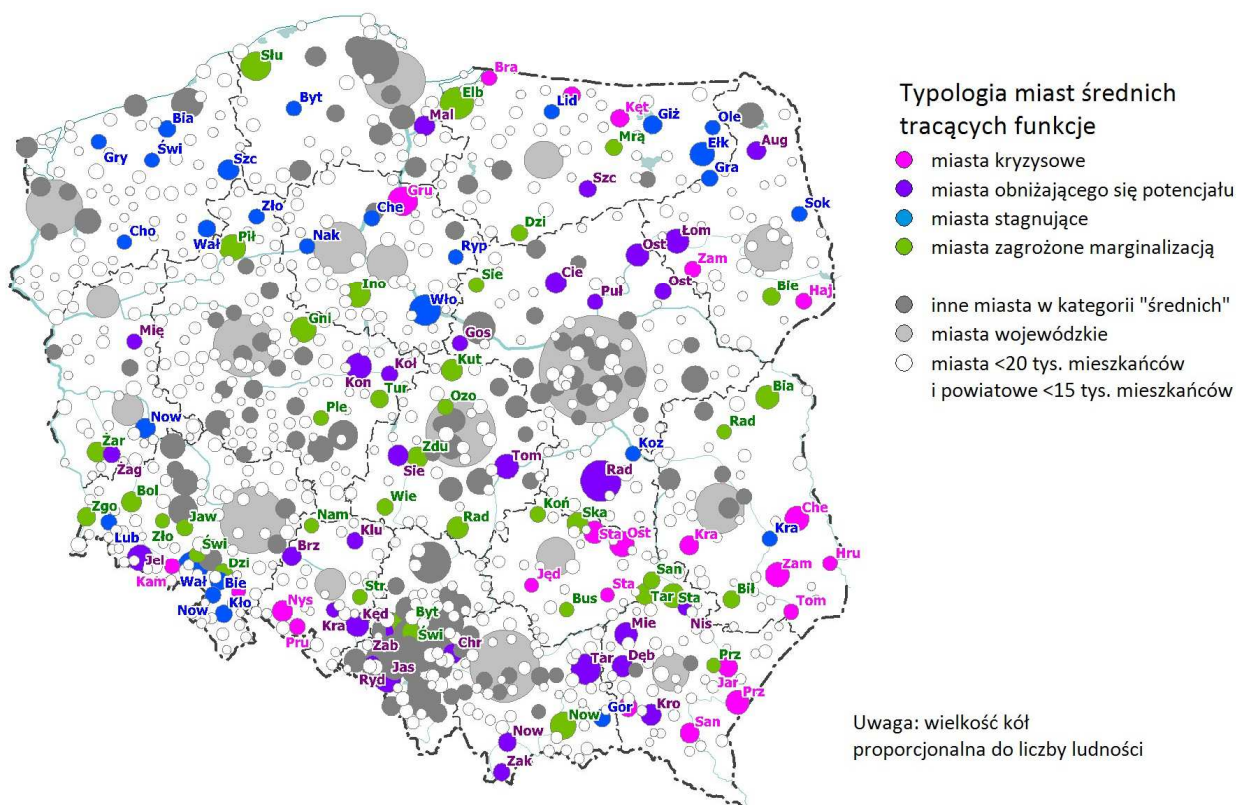 Słu
Bra
Byt
Elb
Lid
Kęt
Giż
Ole
Mal
Bia
Mrą
Ełk
Aug
Gry
Świ
Szc
Gra
Szc
Gru
Zło
Che
Sok
Cho
Wał
Pił
Nak
Dzi
Ryp
Ost
Łom
Zam
Sie
Cie
Ost
Bie
Haj
Ino
Puł
Wło
Gni
Mię
Gos
Kut
Kon
Koł
Tur
Bia
Ozo
Ple
Rad
Now
Żar
Żag
Zdu
Sie
Tom
Koz
Rad
Bol
Wie
Zgo
Zło
Jaw
Nam
Rad
Koń
Ska
Che
Lub
Świ
Klu
Sta
Ost
Kra
Kra
Jel
Dzi
Brz
Hru
Kam
Wał
Bie
Str
Jęd
Sta
San
Zam
Now
Kło
Nys
Bus
Tar
Sta
Bił
Tom
Pru
Kra
Kęd
Byt
Świ
Nis
Mie
Zab
Chr
Jas
Tar
Dęb
Prz
Jar
Ryd
Prz
Now
Gor
Kro
San
Now
Zak
Typologia miast średnich
tracących funkcje
miasta kryzysowe
miasta obniżającego się potencjału
miasta stagnujące
miasta zagrożone marginalizacją
inne miasta w kategorii "średnich"
miasta wojewódzkie
miasta <20 tys. mieszkańców
i powiatowe <15 tys. mieszkańców
Uwaga: wielkość kół
proporcjonalna do liczby ludności